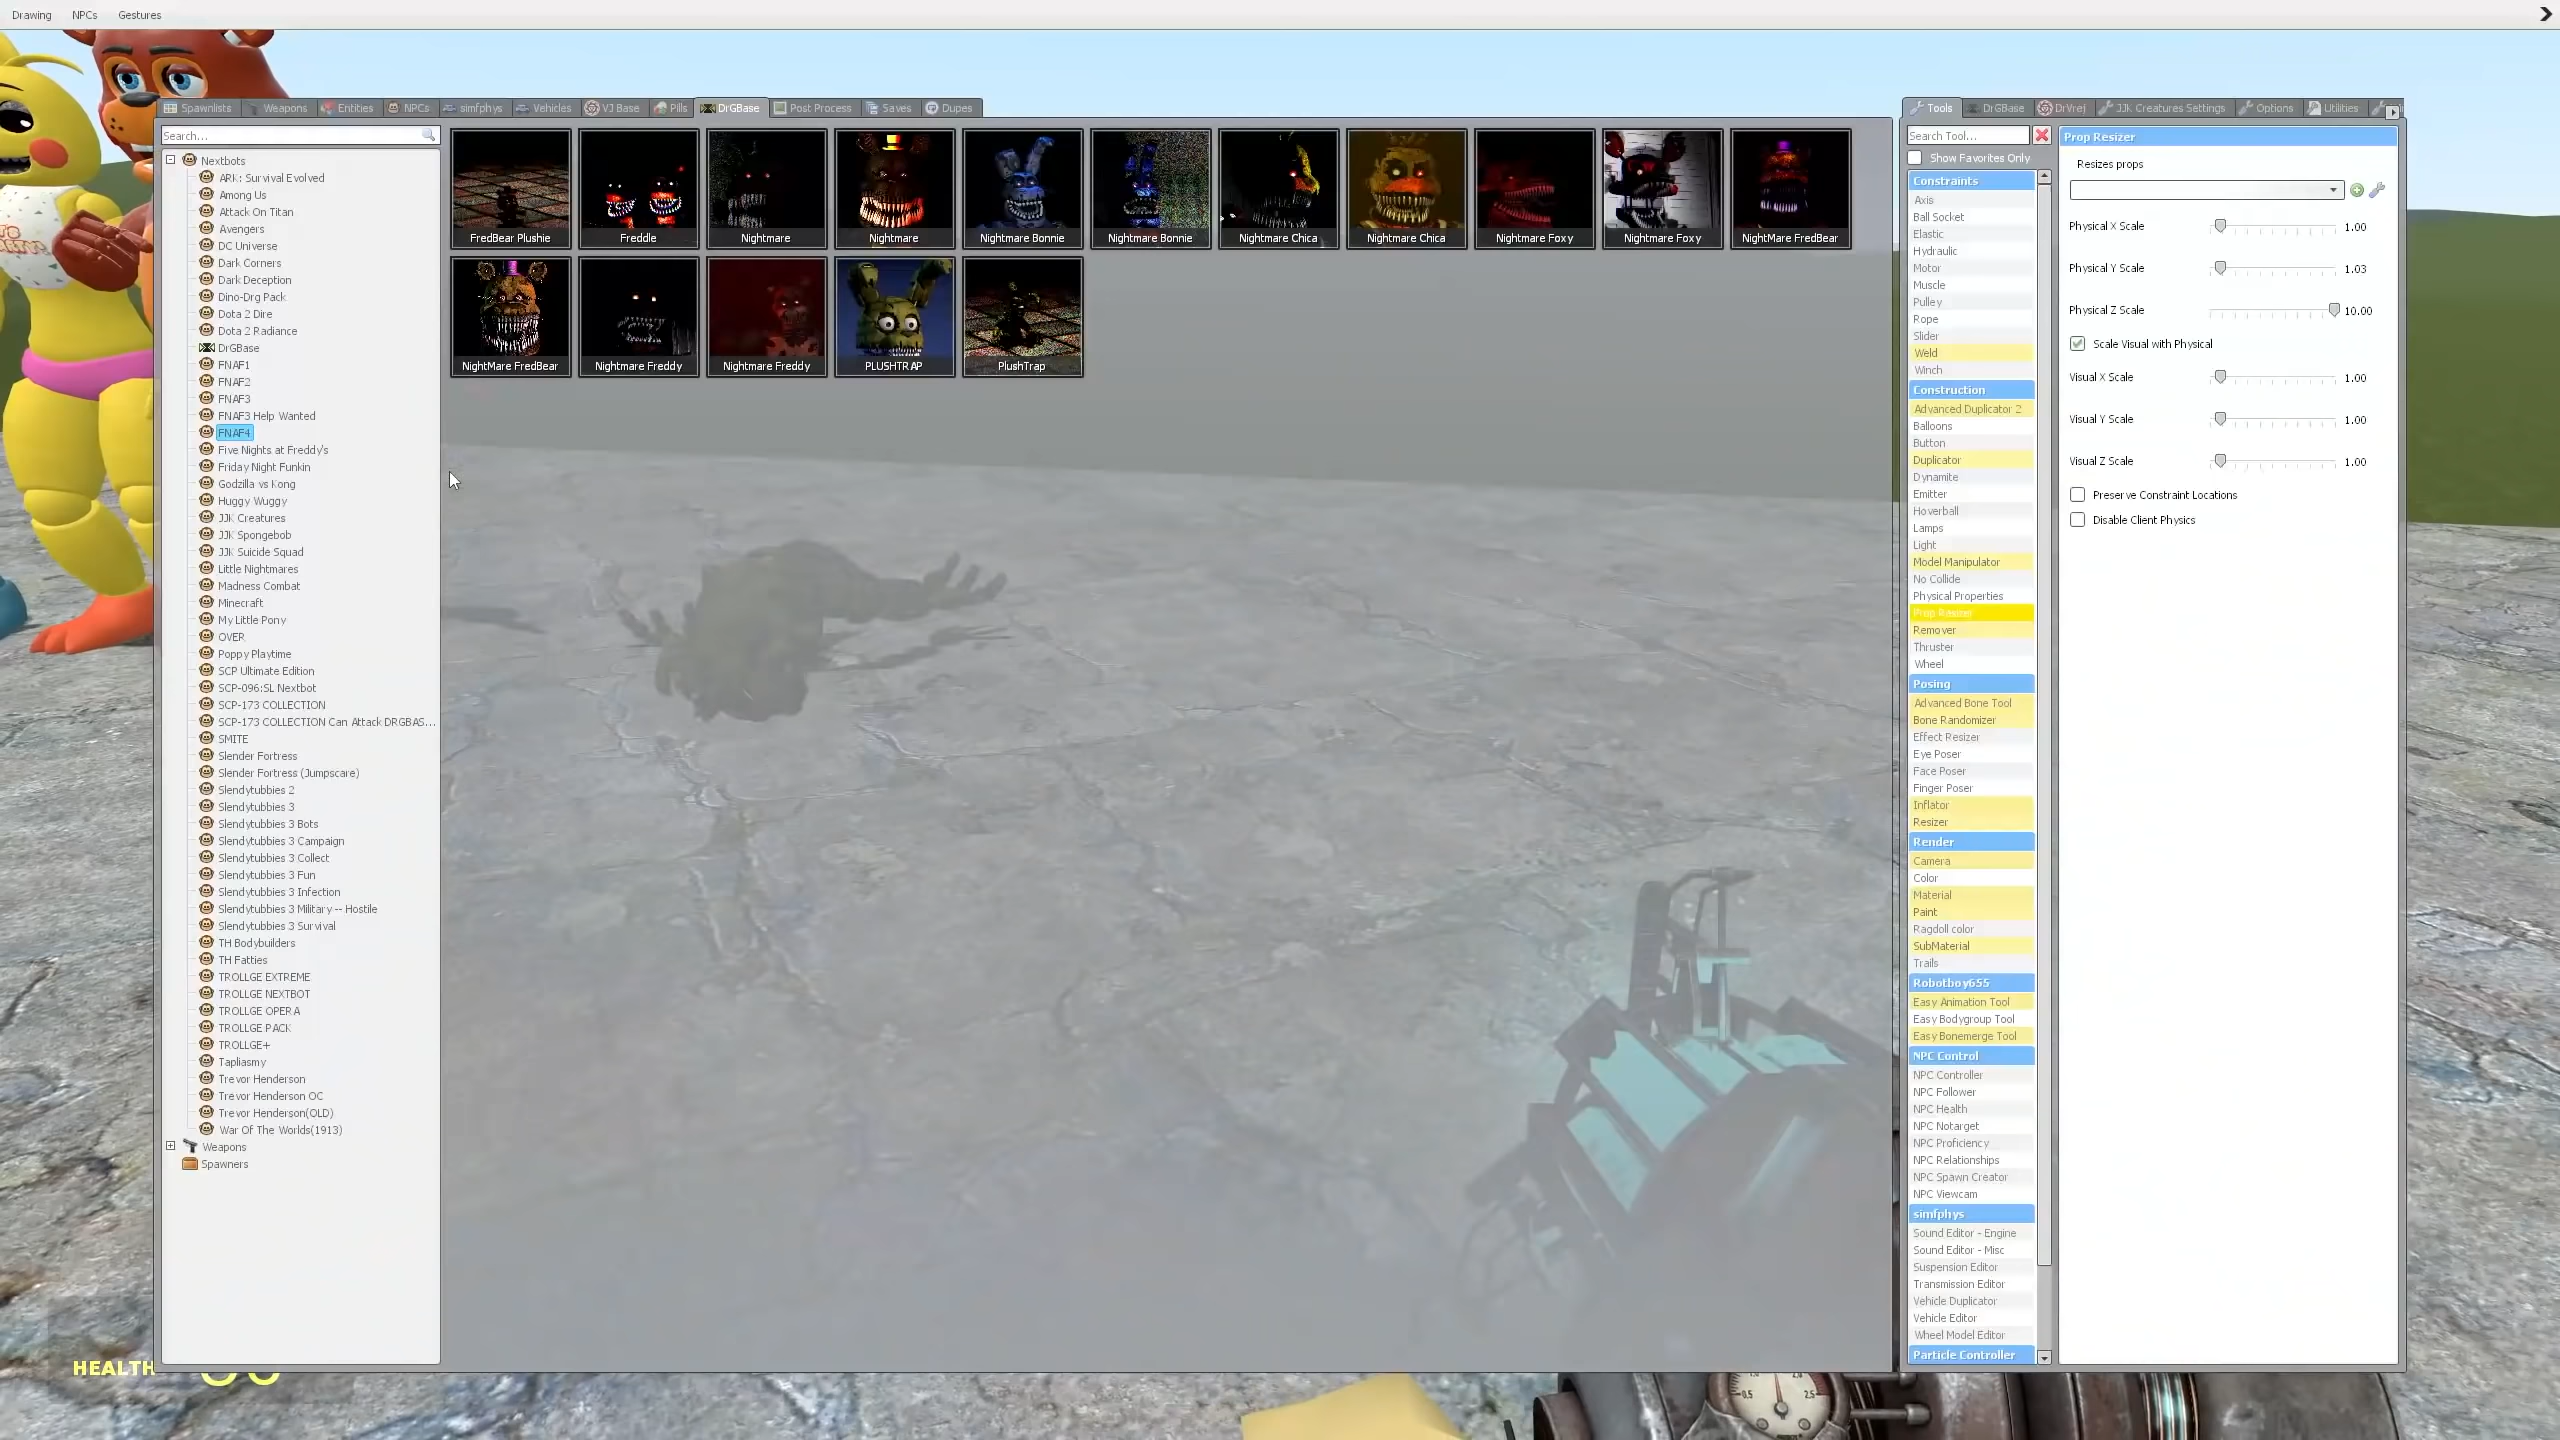 Drawing NPCs Gestures
Spawnlists Weapons Entities NPCs simfphys Vehicles VJ Base Pills DrGBase Post Process Saves Dupes
Search...
Nextbots
ARK: Survival Evolved
Among Us
Attack On Titan
Avengers
DC Universe
Dark Corners
Dark Deception
Dino-Drg Pack
Dota 2 Dire
Dota 2 Radiance
DrGBase
FNAF1
FNAF2
FNAF3
FNAF3 Help Wanted
FNAF4
Five Nights at Freddy's
Friday Night Funkin
Godzilla vs Kong
Huggy Wuggy
JJK Creatures
JJK Spongebob
JJK Suicide Squad
Little Nightmares
Madness Combat
Minecraft
My Little Pony
OVER
Poppy Playtime
SCP Ultimate Edition
SCP-096:SL Nextbot
SCP-173 COLLECTION
SCP-173 COLLECTION Can Attack DRGBAS...
SMITE
Slender Fortress
Slender Fortress (Jumpscare)
Slendytubbies 2
Slendytubbies 3
Slendytubbies 3 Bots
Slendytubbies 3 Campaign
Slendytubbies 3 Collect
Slendytubbies 3 Fun
Slendytubbies 3 Infection
Slendytubbies 3 Military -- Hostile
Slendytubbies 3 Survival
TH Bodybuilders
TH Fatties
TROLLGE EXTREME
TROLLGE NEXTBOT
TROLLGE OPERA
TROLLGE PACK
TROLLGE+
Tapliasmy
Trevor Henderson
Trevor Henderson OC
Trevor Henderson(OLD)
War Of The Worlds(1913)
Weapons
Spawners
FredBear Plushie Freddle Nightmare Nightmare Nightmare Bonnie Nightmare Bonnie Nightmare Chica Nightmare Chica Nightmare Foxy Nightmare Foxy NightMare FredBear
NightMare FredBear Nightmare Freddy Nightmare Freddy PLUSHTRAP PlushTrap
Tools DrGBase DrVrej JJK Creatures Settings Options Utilities
Search Tool...
Show Favorites Only
Constraints
Axis
Ball Socket
Elastic
Hydraulic
Motor
Muscle
Pulley
Rope
Slider
Weld
Winch
Construction
Advanced Duplicator 2
Balloons
Button
Duplicator
Dynamite
Emitter
Hoverball
Lamps
Light
Model Manipulator
No Collide
Physical Properties
Prop Resizer
Remover
Thruster
Wheel
Posing
Advanced Bone Tool
Bone Randomizer
Effect Resizer
Eye Poser
Face Poser
Finger Poser
Inflator
Resizer
Render
Camera
Color
Material
Paint
Ragdoll color
SubMaterial
Trails
Robotboy655
Easy Animation Tool
Easy Bodygroup Tool
Easy Bonemerge Tool
NPC Control
NPC Controller
NPC Follower
NPC Health
NPC Notarget
NPC Proficiency
NPC Relationships
NPC Spawn Creator
NPC Viewcam
simfphys
Sound Editor - Engine
Sound Editor - Misc
Suspension Editor
Transmission Editor
Vehicle Duplicator
Vehicle Editor
Wheel Model Editor
Particle Controller
Prop Resizer
Resizes props
Physical X Scale 1.00
Physical Y Scale 1.03
Physical Z Scale 10.00
Scale Visual with Physical
Visual X Scale 1.00
Visual Y Scale 1.00
Visual Z Scale 1.00
Preserve Constraint Locations
Disable Client Physics
HEALTH
0.5 2.5